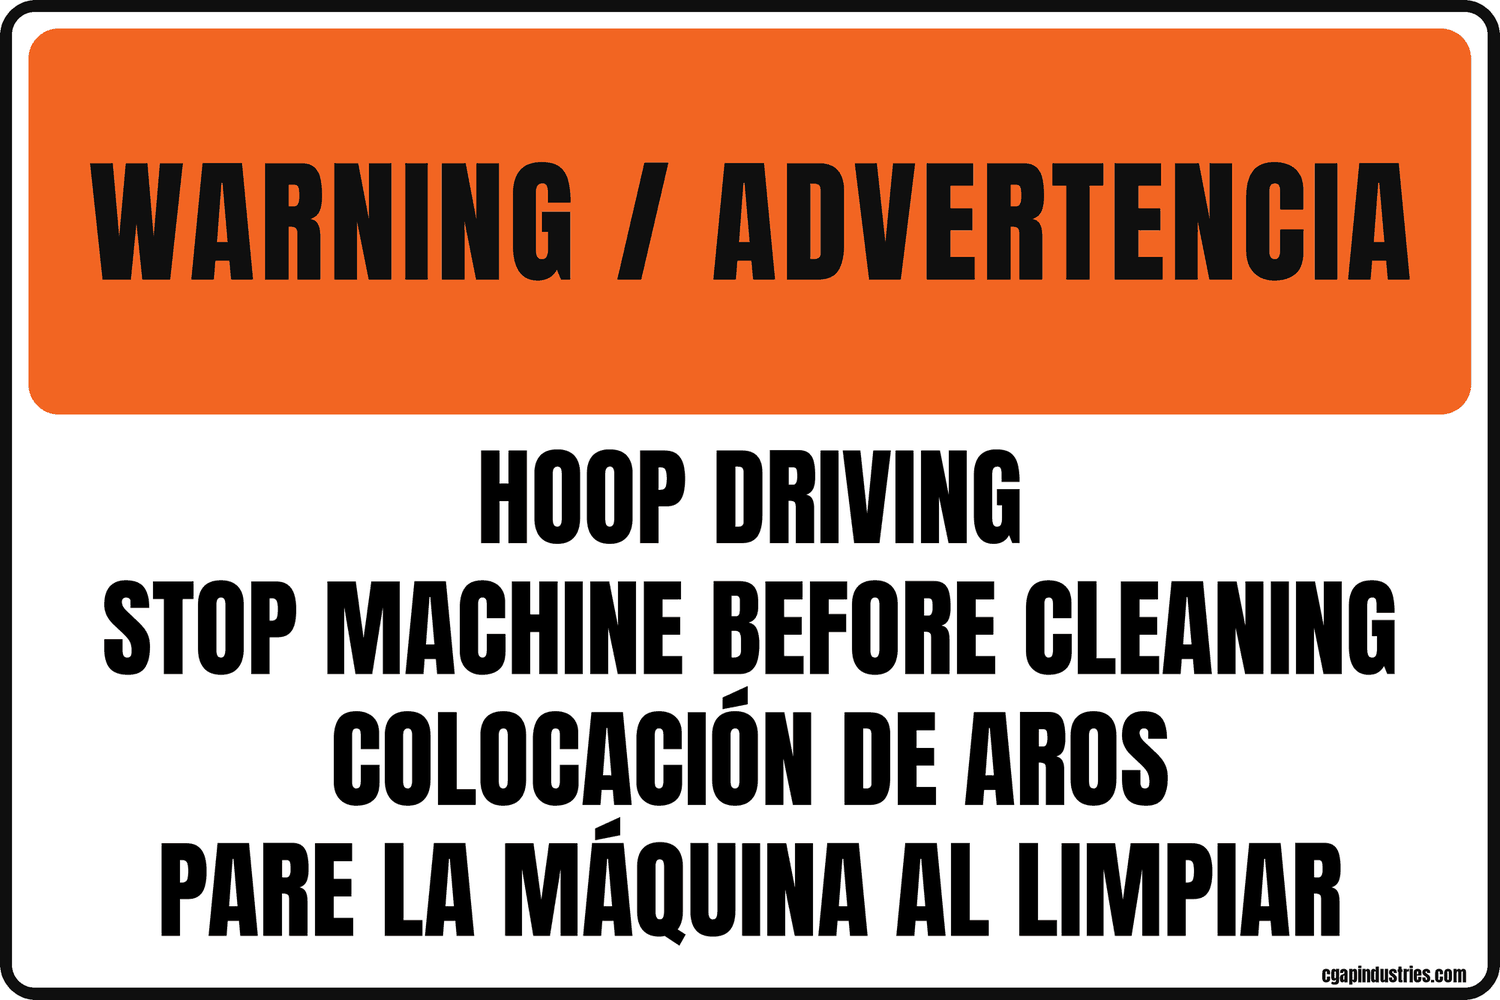 WARNING / ADVERTENCIA
HOOP DRIVING
STOP MACHINE BEFORE CLEANING
COLOCACIÓN DE AROS
PARE LA MÁQUINA AL LIMPIAR
cgapindustries.com